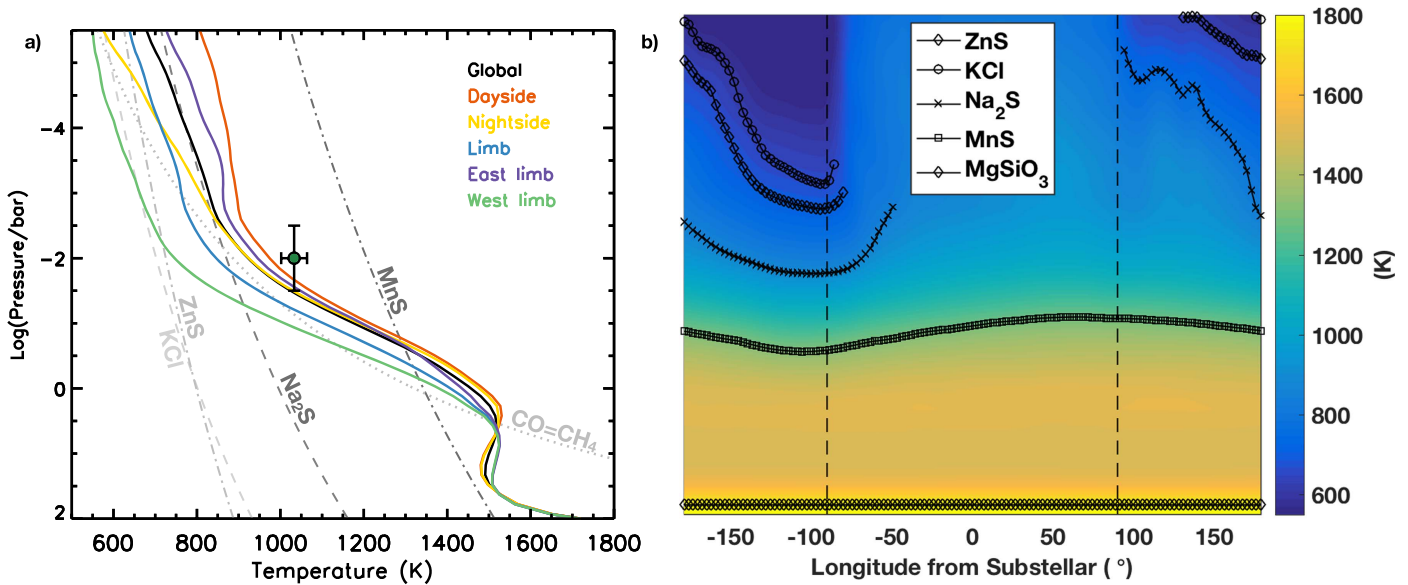 a)
Global
Dayside
Nightside
Limb
East limb
West limb
MnS
ZnS
KCl
Na₂S
CO=CH₄
Log(Pressure/bar)
−4
−2
0
2
600 800 1000 1200 1400 1600 1800
Temperature (K)
b)
ZnS
KCl
Na₂S
MnS
MgSiO₃
-150 -100 -50 0 50 100 150
Longitude from Substellar ( °)
1800
1600
1400
1200
1000
800
600
(K)